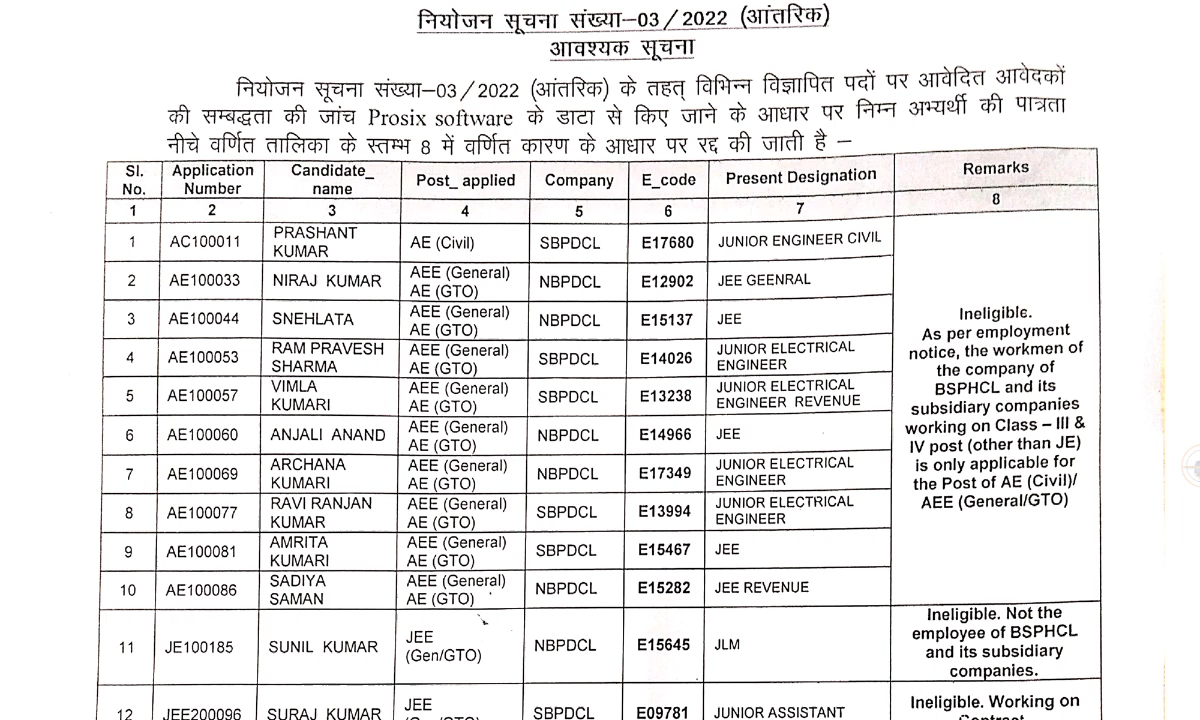 नियोजन सूचना संख्या–03/2022 (आंतरिक)
आवश्यक सूचना
नियोजन सूचना संख्या–03/2022 (आंतरिक) के तहत् विभिन्न विज्ञापित पदों पर आवेदित आवेदकों
की सम्बद्धता की जांच Prosix software के डाटा से किए जाने के आधार पर निम्न अभ्यर्थी की पात्रता
नीचे वर्णित तालिका के स्तम्भ 8 में वर्णित कारण के आधार पर रद्द की जाती है –
Sl. No. Application Number Candidate_ name Post_ applied Company E_code Present Designation Remarks
1 2 3 4 5 6 7 8
1 AC100011 PRASHANT KUMAR AE (Civil) SBPDCL E17680 JUNIOR ENGINEER CIVIL
2 AE100033 NIRAJ KUMAR AEE (General) AE (GTO) NBPDCL E12902 JEE GEENRAL
3 AE100044 SNEHLATA AEE (General) AE (GTO) NBPDCL E15137 JEE
4 AE100053 RAM PRAVESH SHARMA AEE (General) AE (GTO) SBPDCL E14026 JUNIOR ELECTRICAL ENGINEER
5 AE100057 VIMLA KUMARI AEE (General) AE (GTO) SBPDCL E13238 JUNIOR ELECTRICAL ENGINEER REVENUE
6 AE100060 ANJALI ANAND AEE (General) AE (GTO) NBPDCL E14966 JEE
7 AE100069 ARCHANA KUMARI AEE (General) AE (GTO) NBPDCL E17349 JUNIOR ELECTRICAL ENGINEER
8 AE100077 RAVI RANJAN KUMAR AEE (General) AE (GTO) SBPDCL E13994 JUNIOR ELECTRICAL ENGINEER
9 AE100081 AMRITA KUMARI AEE (General) AE (GTO) SBPDCL E15467 JEE
10 AE100086 SADIYA SAMAN AEE (General) AE (GTO) NBPDCL E15282 JEE REVENUE
Ineligible.
As per employment
notice, the workmen of
the company of
BSPHCL and its
subsidiary companies
working on Class – III &
IV post (other than JE)
is only applicable for
the Post of AE (Civil)/
AEE (General/GTO)
11 JE100185 SUNIL KUMAR JEE (Gen/GTO) NBPDCL E15645 JLM
Ineligible. Not the
employee of BSPHCL
and its subsidiary
companies.
12 JEE200096 SURAJ KUMAR JEE SBPDCL E09781 JUNIOR ASSISTANT
Ineligible. Working on